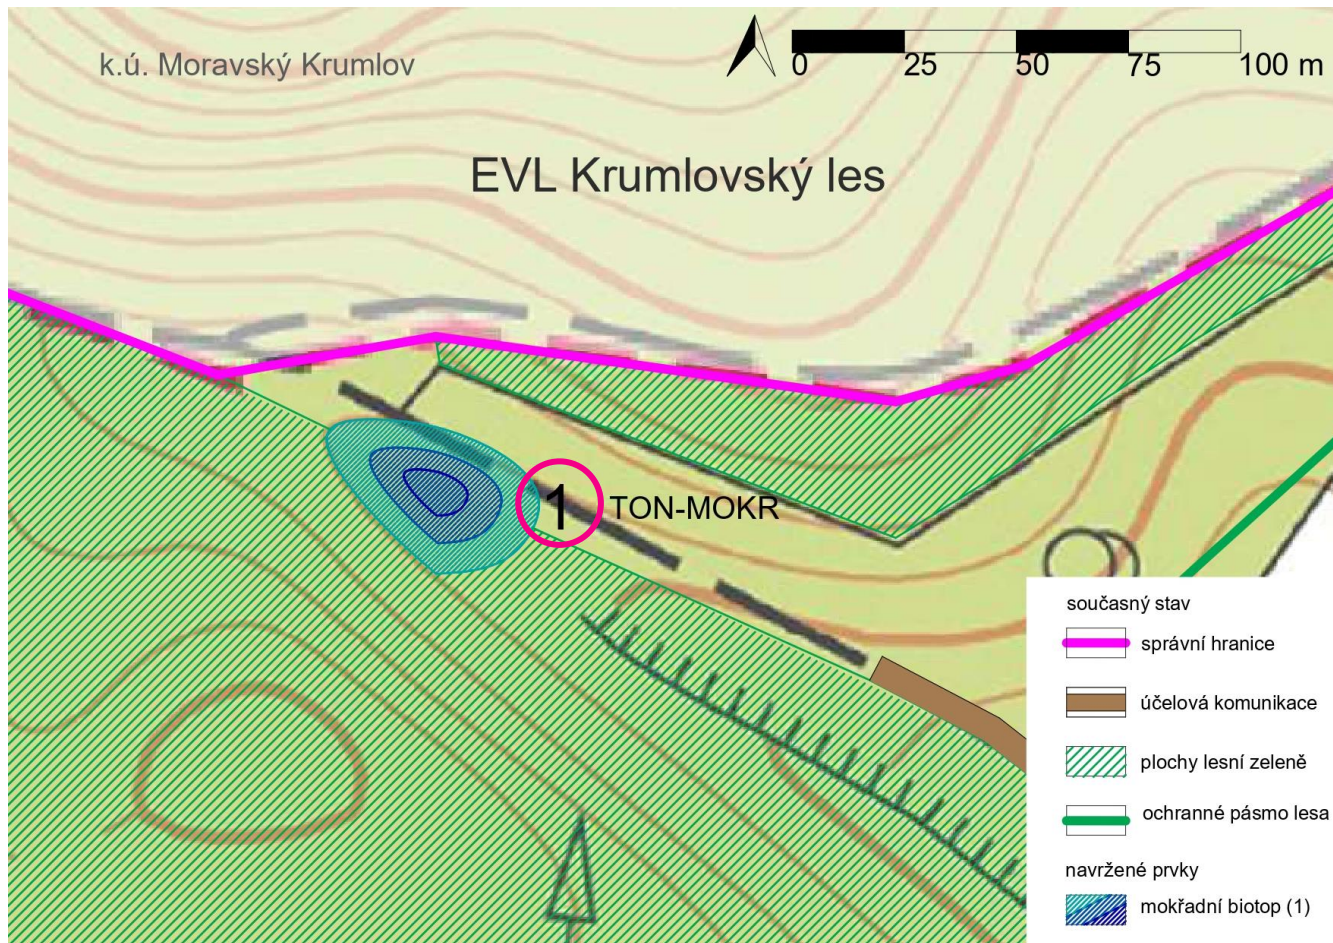 k.ú. Moravský Krumlov
0 25 50 75 100 m
EVL Krumlovský les
1 TON-MOKR
současný stav
správní hranice
účelová komunikace
plochy lesní zeleně
ochranné pásmo lesa
navržené prvky
mokřadní biotop (1)